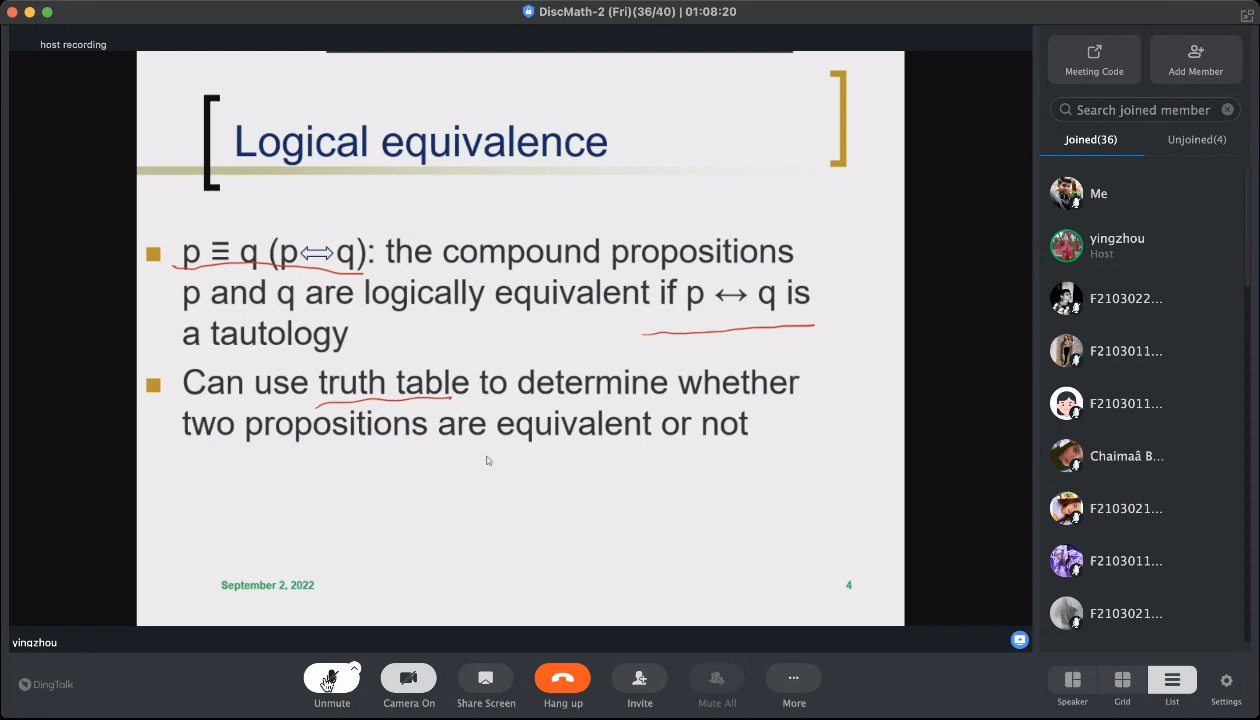 DiscMath-2 (Fri)(36/40) | 01:08:20
host recording
Logical equivalence
p ≡ q (p⇔q): the compound propositions
p and q are logically equivalent if p ↔ q is
a tautology
Can use truth table to determine whether
two propositions are equivalent or not
September 2, 2022
4
yingzhou
Meeting Code
Add Member
Search joined member
Joined(36)
Unjoined(4)
Me
yingzhou
Host
F2103022...
F2103011...
F2103011...
Chaimaâ B...
F2103021...
F2103011...
F2103021...
DingTalk
Unmute
Camera On
Share Screen
Hang up
Invite
Mute All
More
Speaker
Grid
List
Settings